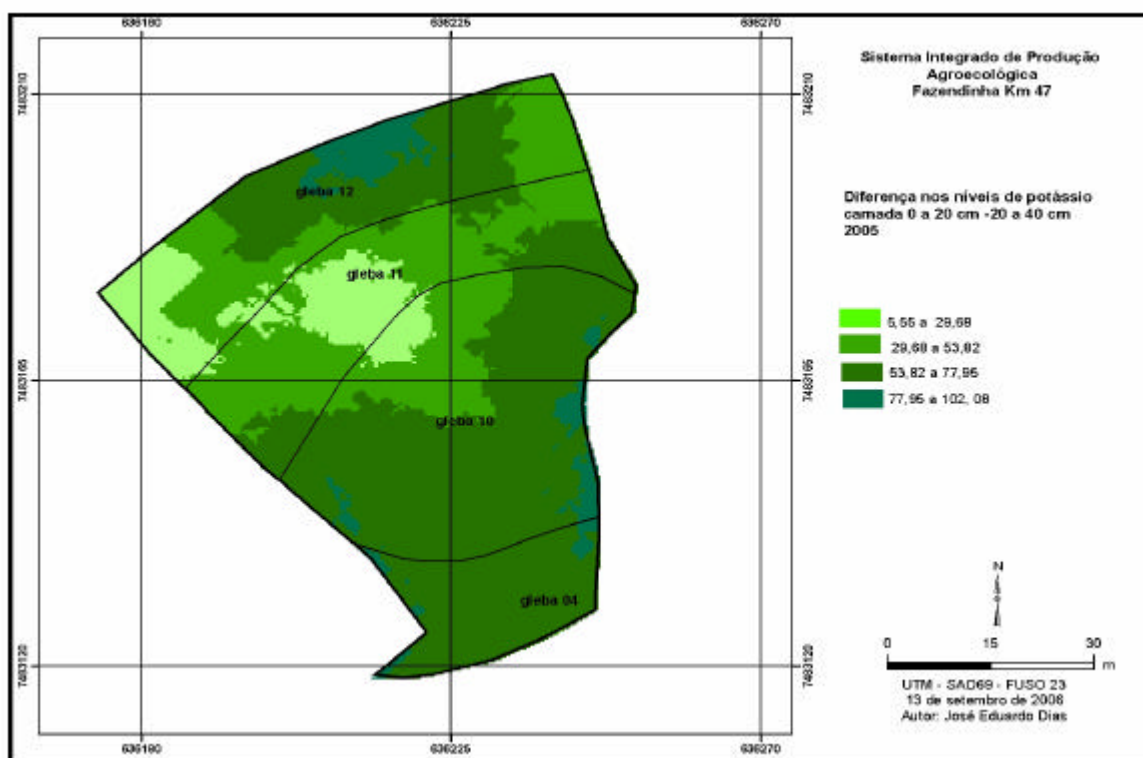 636180 636225 636270
Sistema Integrado de Produção
Agroecológica
Fazendinha Km 47
7483210 7483210
gleba 12
Diferença nos níveis de potássio
camada 0 a 20 cm -20 a 40 cm
2005
gleba 11
5,55 a 29,68
29,68 a 53,82
53,82 a 77,95
77,95 a 102, 08
7483165 7483165
gleba 10
N
gleba 04
0 15 30
m
7483120 7483120
UTM - SAD69 - FUSO 23
13 de setembro de 2006
Autor: José Eduardo Dias
636180 636225 636270